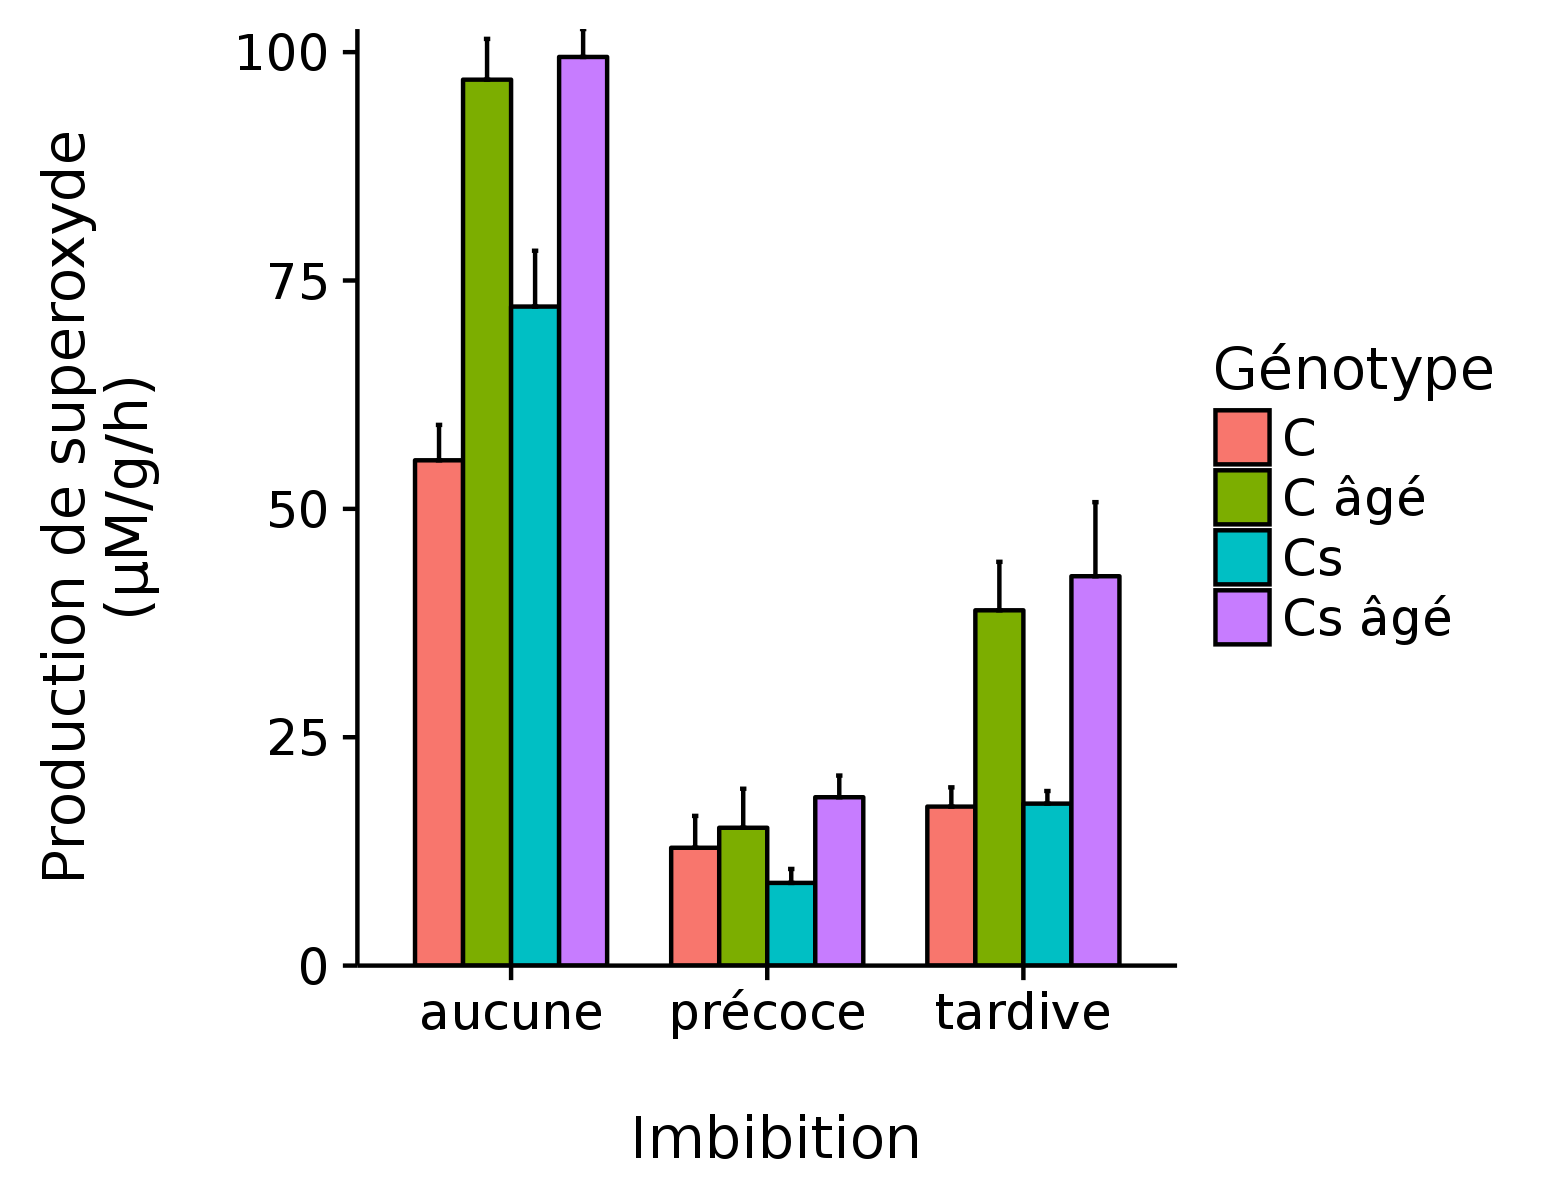 Production de superoxyde
(µM/g/h)
100
75
50
25
0
aucune
précoce
tardive
Imbibition
Génotype
C
C âgé
Cs
Cs âgé